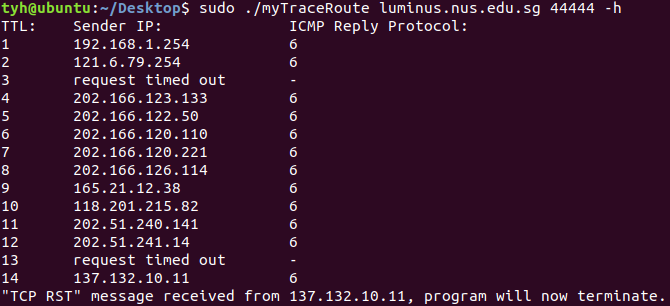 tyh@ubuntu:~/Desktop$ sudo ./myTraceRoute luminus.nus.edu.sg 44444 -h
TTL: Sender IP: ICMP Reply Protocol:
1 192.168.1.254 6
2 121.6.79.254 6
3 request timed out -
4 202.166.123.133 6
5 202.166.122.50 6
6 202.166.120.110 6
7 202.166.120.221 6
8 202.166.126.114 6
9 165.21.12.38 6
10 118.201.215.82 6
11 202.51.240.141 6
12 202.51.241.14 6
13 request timed out -
14 137.132.10.11 6
"TCP RST" message received from 137.132.10.11, program will now terminate.